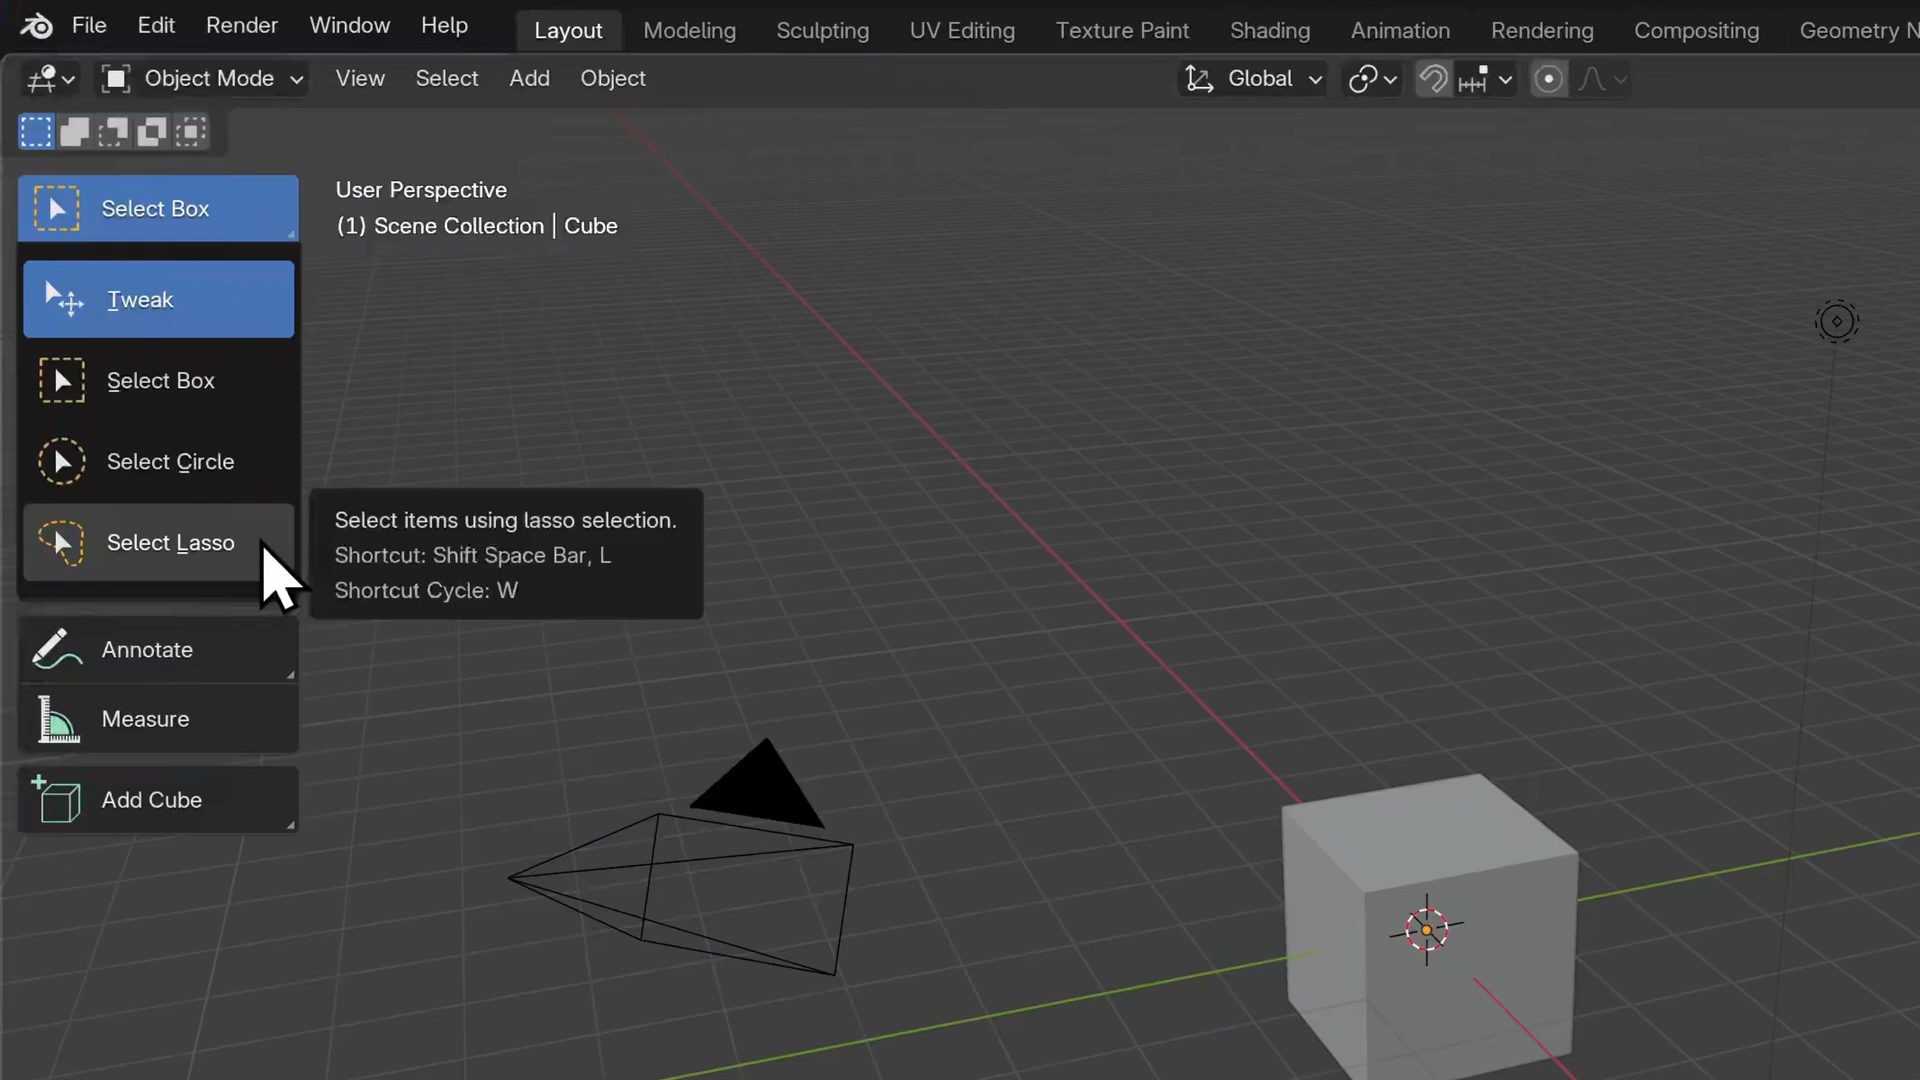 File Edit Render Window Help Layout Modeling Sculpting UV Editing Texture Paint Shading Animation Rendering Compositing Geometry N
Object Mode View Select Add Object Global
Select Box
User Perspective
(1) Scene Collection | Cube
Tweak
Select Box
Select Circle
Select Lasso
Select items using lasso selection.
Shortcut: Shift Space Bar, L
Shortcut Cycle: W
Annotate
Measure
Add Cube